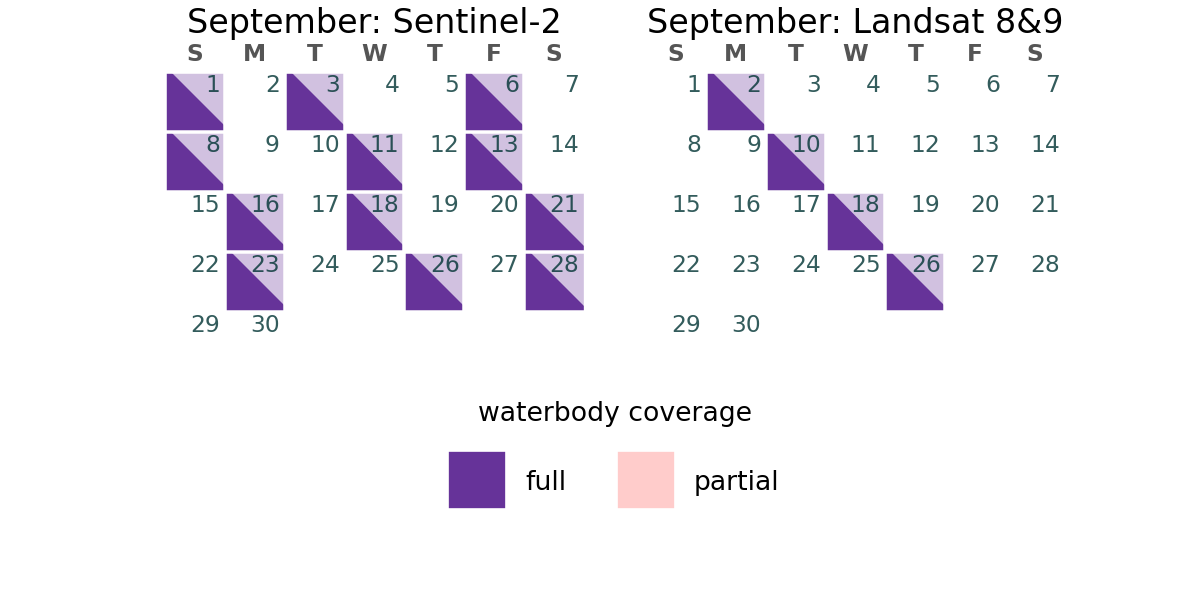 September: Sentinel-2
S M T W T F S
1 2 3 4 5 6 7
8 9 10 11 12 13 14
15 16 17 18 19 20 21
22 23 24 25 26 27 28
29 30
September: Landsat 8&9
S M T W T F S
1 2 3 4 5 6 7
8 9 10 11 12 13 14
15 16 17 18 19 20 21
22 23 24 25 26 27 28
29 30
waterbody coverage
full partial